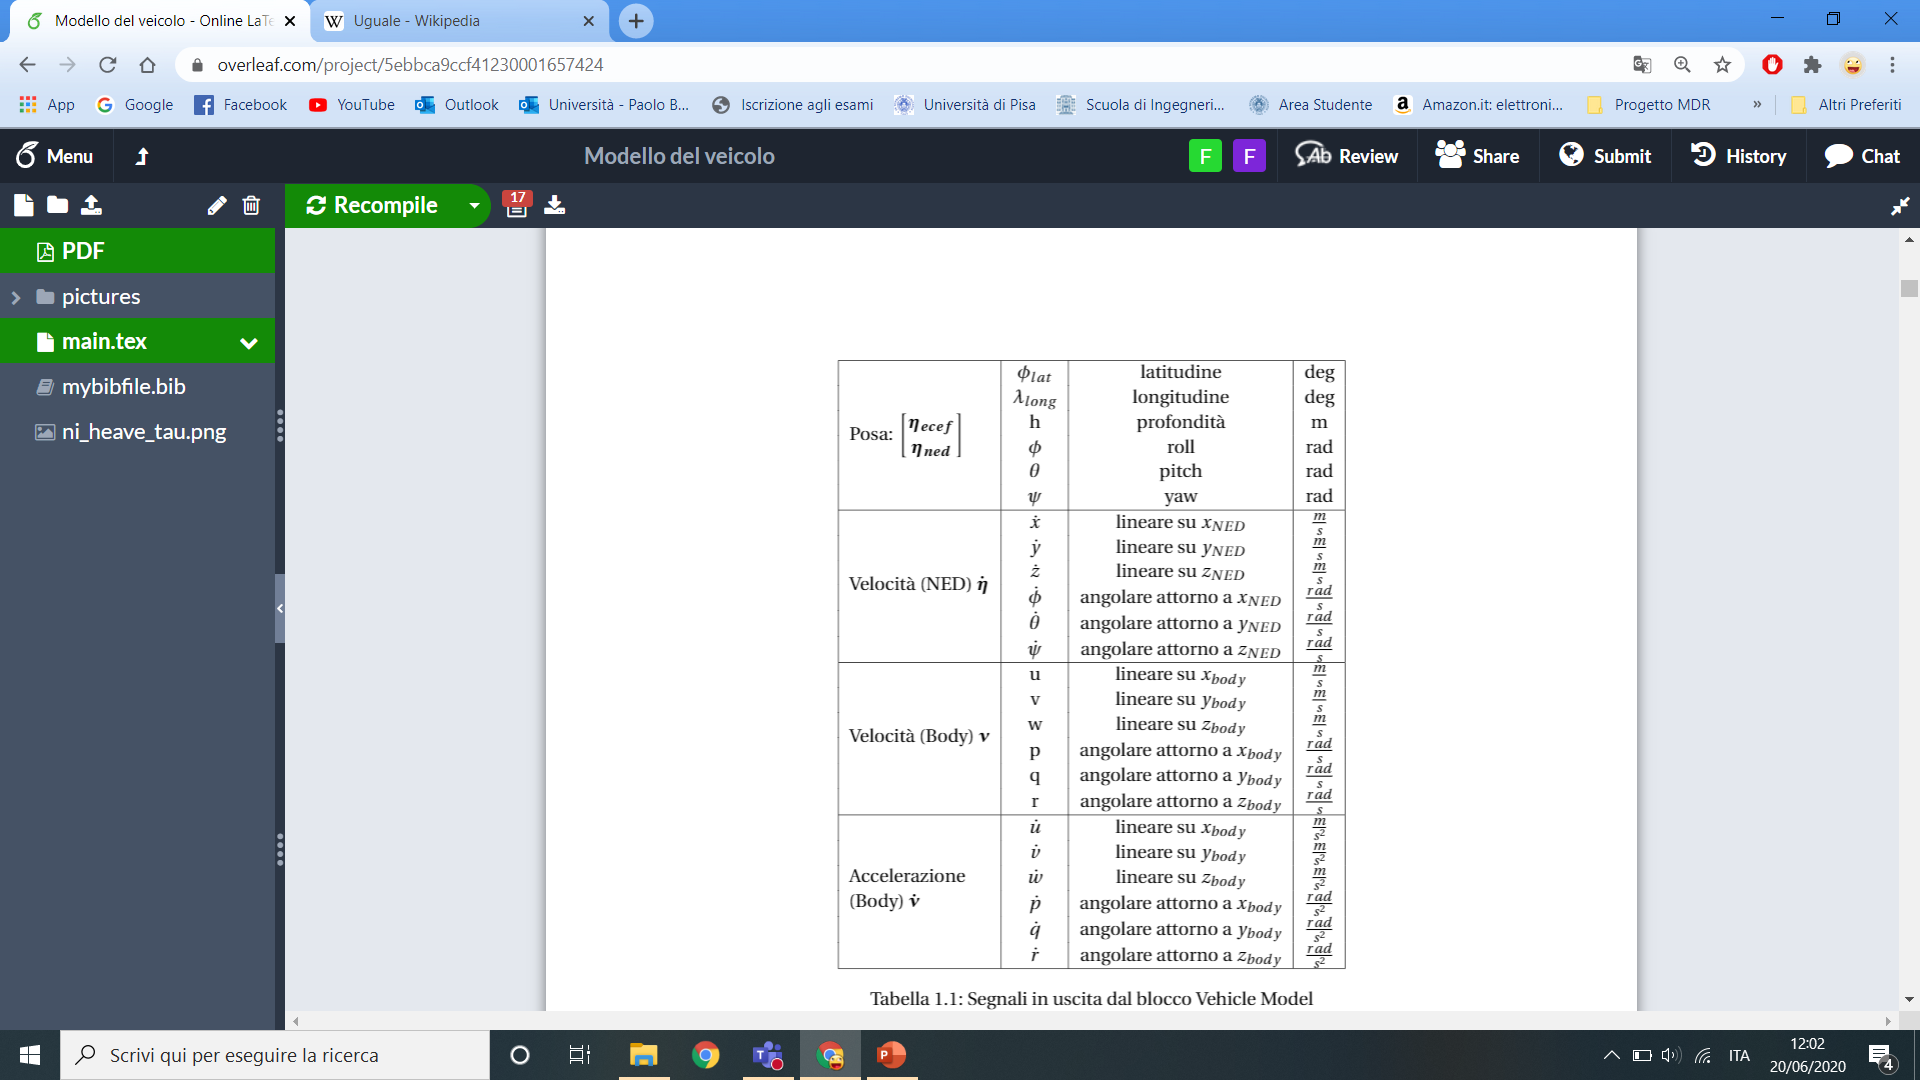 Modello del veicolo - Online LaTe
Uguale - Wikipedia
overleaf.com/project/5ebbca9ccf41230001657424
App Google Facebook YouTube Outlook Università - Paolo B... Iscrizione agli esami Università di Pisa Scuola di Ingegneri... Area Studente Amazon.it: elettroni... Progetto MDR » Altri Preferiti
Menu Modello del veicolo F F Review Share Submit History Chat
Recompile 17
PDF
pictures
main.tex
mybibfile.bib
ni_heave_tau.png
Posa: [η_ecef η_ned]
ϕ_lat latitudine deg
λ_long longitudine deg
h profondità m
ϕ roll rad
θ pitch rad
ψ yaw rad
Velocità (NED) η̇
ẋ lineare su x_NED m/s
ẏ lineare su y_NED m/s
ż lineare su z_NED m/s
ϕ̇ angolare attorno a x_NED rad/s
θ̇ angolare attorno a y_NED rad/s
ψ̇ angolare attorno a z_NED rad/s
Velocità (Body) ν
u lineare su x_body m/s
v lineare su y_body m/s
w lineare su z_body m/s
p angolare attorno a x_body rad/s
q angolare attorno a y_body rad/s
r angolare attorno a z_body rad/s
Accelerazione
(Body) ν̇
u̇ lineare su x_body m/s²
v̇ lineare su y_body m/s²
ẇ lineare su z_body m/s²
ṗ angolare attorno a x_body rad/s²
q̇ angolare attorno a y_body rad/s²
ṙ angolare attorno a z_body rad/s²
Tabella 1.1: Segnali in uscita dal blocco Vehicle Model
Scrivi qui per eseguire la ricerca
ITA
12:02
20/06/2020
4